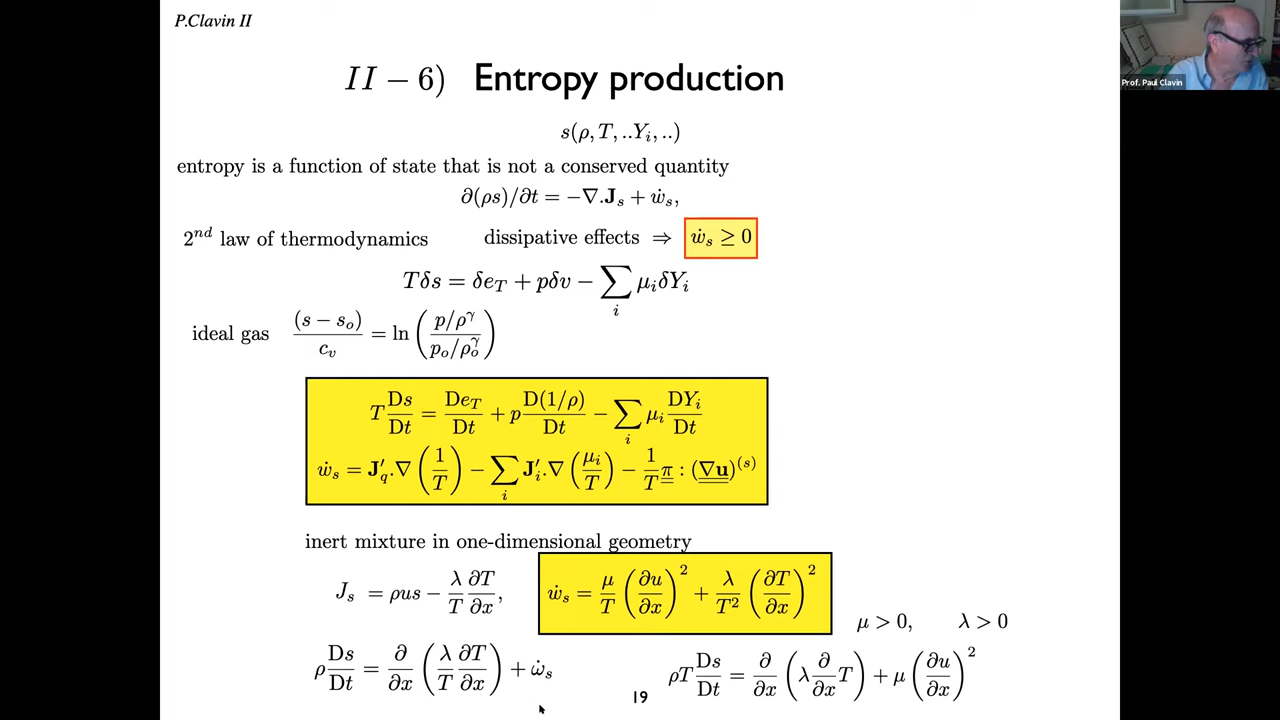 P.Clavin II
II − 6) Entropy production
s(ρ, T, ..Y_i, ..)
entropy is a function of state that is not a conserved quantity
∂(ρs)/∂t = −∇.J_s + ẇ_s,
2^{nd} law of thermodynamics dissipative effects ⇒ ẇ_s ≥ 0
Tδs = δe_T + pδv − ∑_i μ_i δY_i
ideal gas (s − s_o)/c_v = ln ( (p/ρ^γ) / (p_o/ρ_o^γ) )
T Ds/Dt = De_T/Dt + p D(1/ρ)/Dt − ∑_i μ_i DY_i/Dt
ẇ_s = J'_q.∇(1/T) − ∑_i J'_i.∇(μ_i/T) − (1/T) π : (∇u)^{(s)}
inert mixture in one-dimensional geometry
J_s = ρus − (λ/T) ∂T/∂x, ẇ_s = (μ/T) (∂u/∂x)^2 + (λ/T^2) (∂T/∂x)^2
μ > 0, λ > 0
ρ Ds/Dt = ∂/∂x ( (λ/T) ∂T/∂x ) + ω̇_s ρT Ds/Dt = ∂/∂x ( λ ∂/∂x T ) + μ (∂u/∂x)^2
19
Prof. Paul Clavin